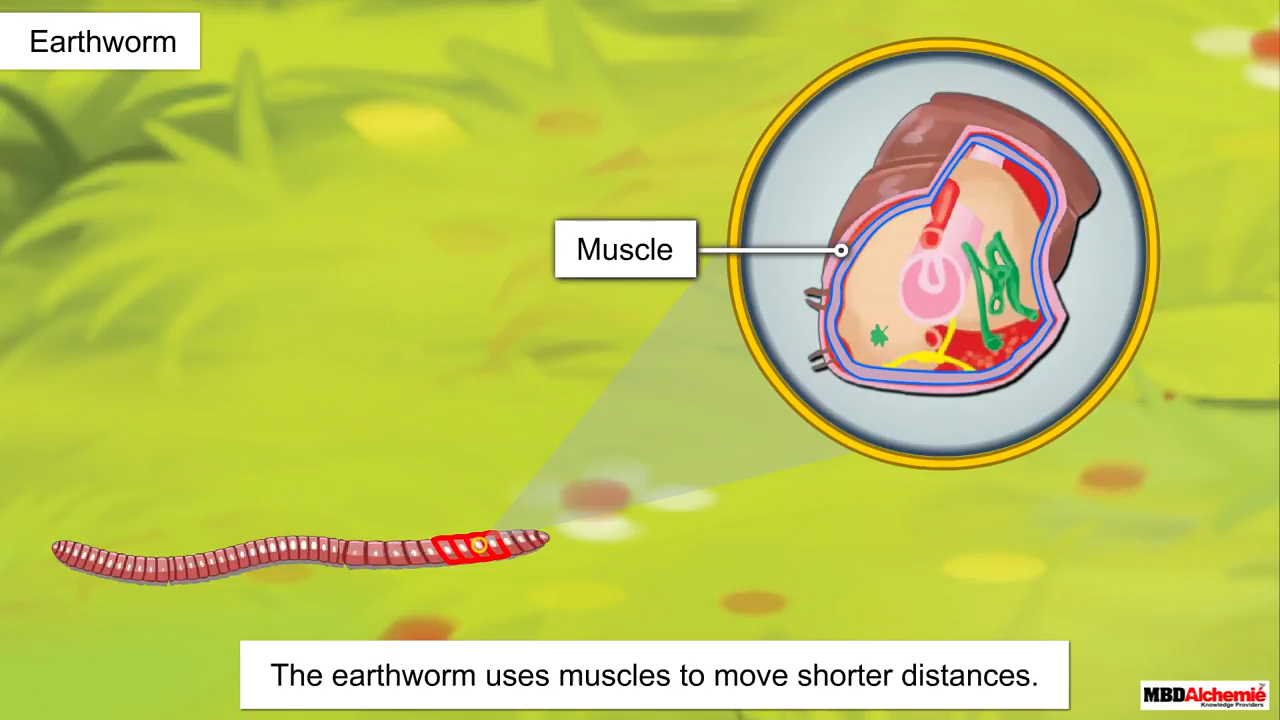 Earthworm
Muscle
The earthworm uses muscles to move shorter distances.
MBDAlchemie
Knowledge Providers